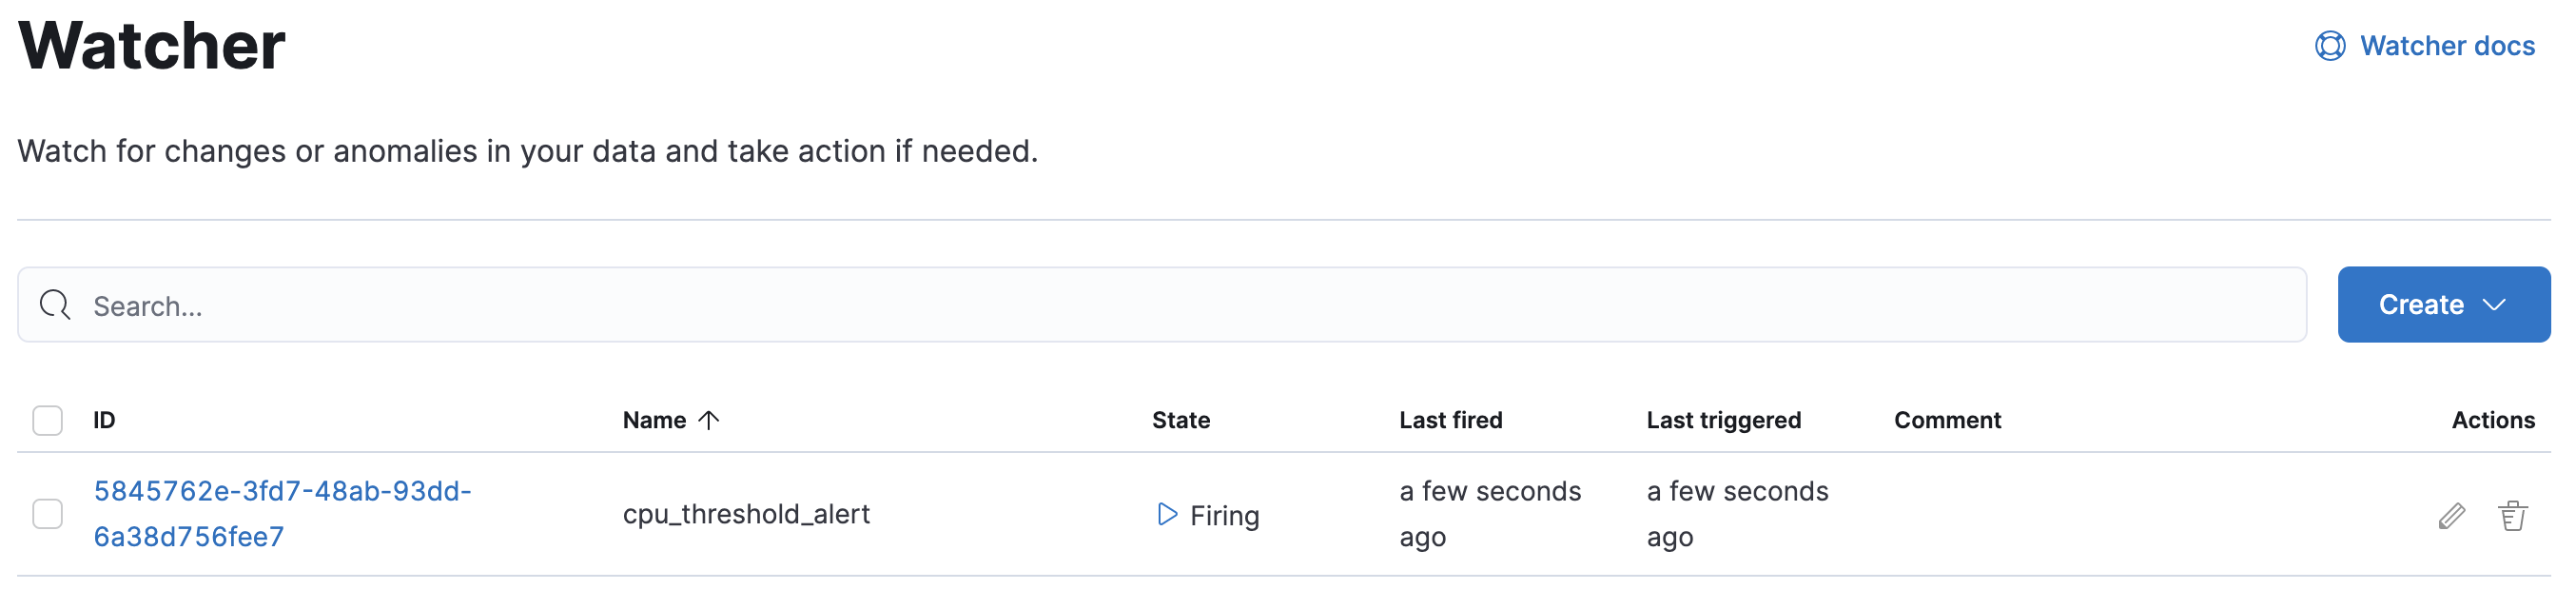 Watcher
Watcher docs
Watch for changes or anomalies in your data and take action if needed.
Search...
Create
ID Name State Last fired Last triggered Comment Actions
5845762e-3fd7-48ab-93dd-
6a38d756fee7
cpu_threshold_alert
Firing
a few seconds
ago
a few seconds
ago